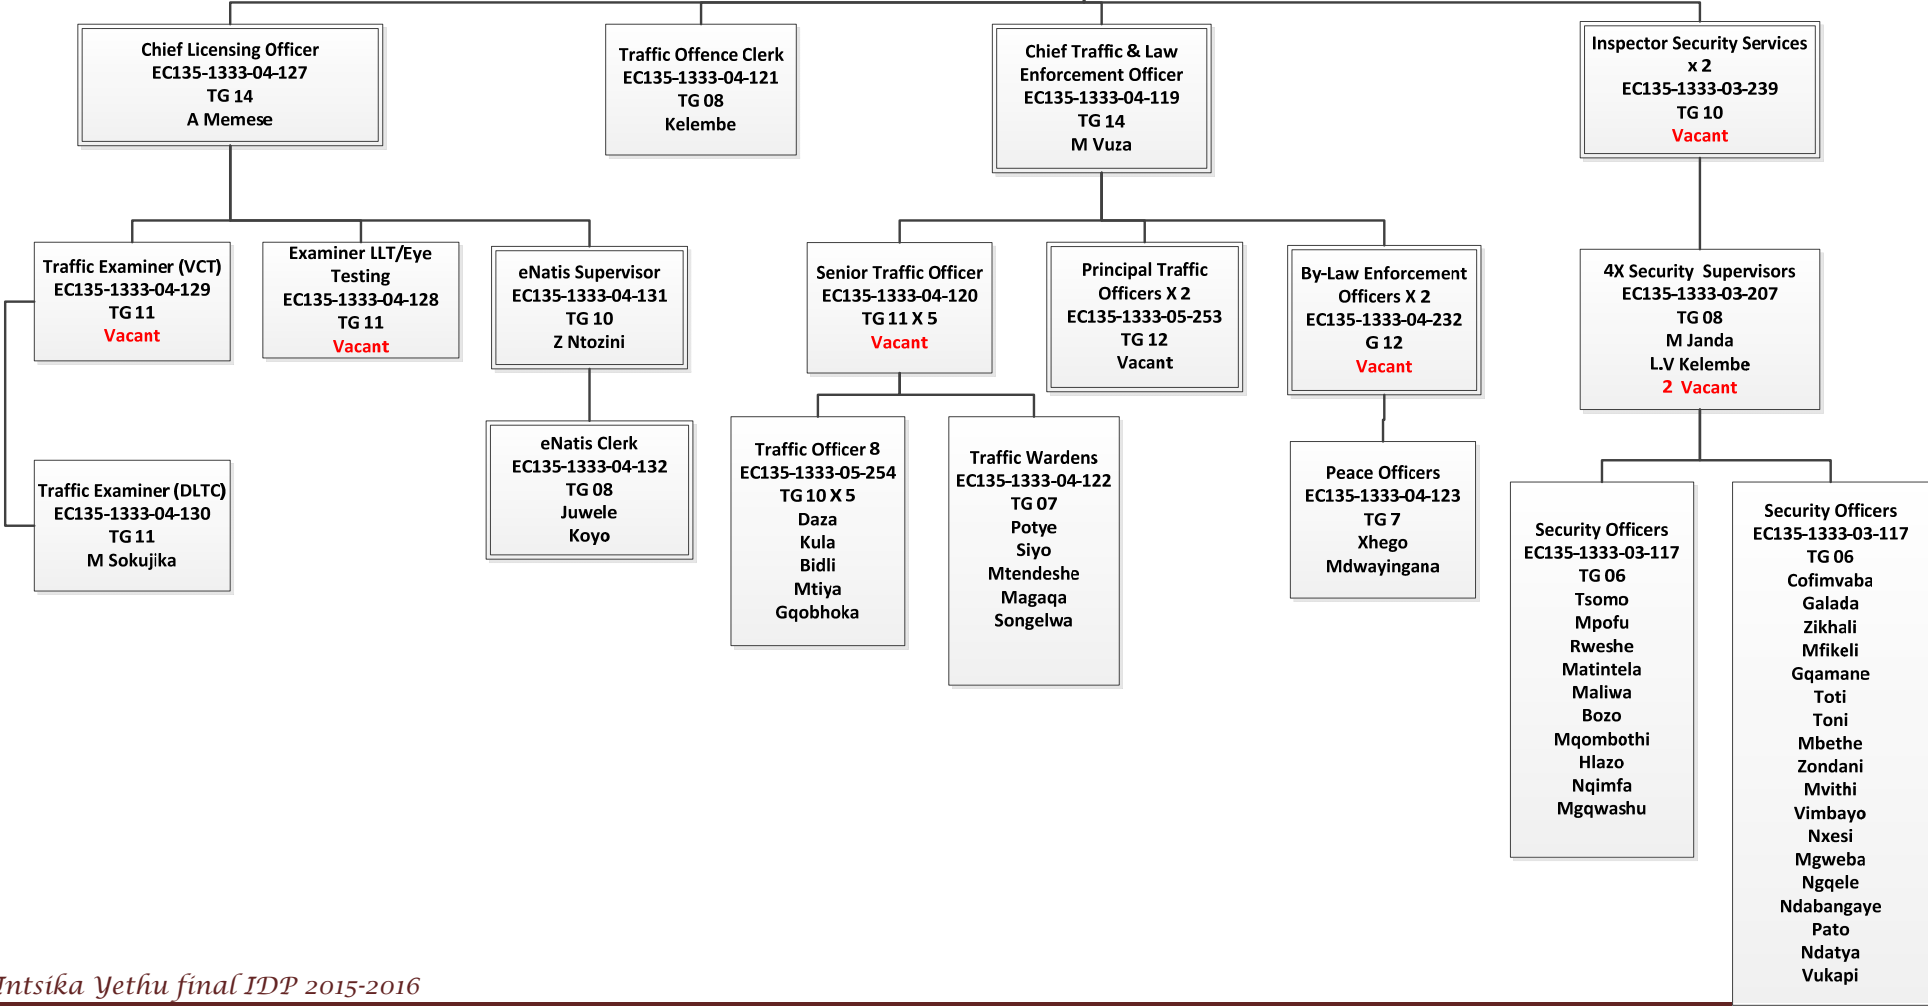 Chief Licensing Officer
EC135-1333-04-127
TG 14
A Memese
Traffic Offence Clerk
EC135-1333-04-121
TG 08
Kelembe
Chief Traffic & Law
Enforcement Officer
EC135-1333-04-119
TG 14
M Vuza
Inspector Security Services
x 2
EC135-1333-03-239
TG 10
Vacant
Traffic Examiner (VCT)
EC135-1333-04-129
TG 11
Vacant
Examiner LLT/Eye
Testing
EC135-1333-04-128
TG 11
Vacant
eNatis Supervisor
EC135-1333-04-131
TG 10
Z Ntozini
Senior Traffic Officer
EC135-1333-04-120
TG 11 X 5
Vacant
Principal Traffic
Officers X 2
EC135-1333-05-253
TG 12
Vacant
By-Law Enforcement
Officers X 2
EC135-1333-04-232
G 12
Vacant
4X Security Supervisors
EC135-1333-03-207
TG 08
M Janda
L.V Kelembe
2 Vacant
Traffic Examiner (DLTC)
EC135-1333-04-130
TG 11
M Sokujika
eNatis Clerk
EC135-1333-04-132
TG 08
Juwele
Koyo
Traffic Officer 8
EC135-1333-05-254
TG 10 X 5
Daza
Kula
Bidli
Mtiya
Gqobhoka
Traffic Wardens
EC135-1333-04-122
TG 07
Potye
Siyo
Mtendeshe
Magaqa
Songelwa
Peace Officers
EC135-1333-04-123
TG 7
Xhego
Mdwayingana
Security Officers
EC135-1333-03-117
TG 06
Tsomo
Mpofu
Rweshe
Matintela
Maliwa
Bozo
Mqombothi
Hlazo
Nqimfa
Mgqwashu
Security Officers
EC135-1333-03-117
TG 06
Cofimvaba
Galada
Zikhali
Mfikeli
Gqamane
Toti
Toni
Mbethe
Zondani
Mvithi
Vimbayo
Nxesi
Mgweba
Ngqele
Ndabangaye
Pato
Ndatya
Vukapi
Intsika Yethu final IDP 2015-2016